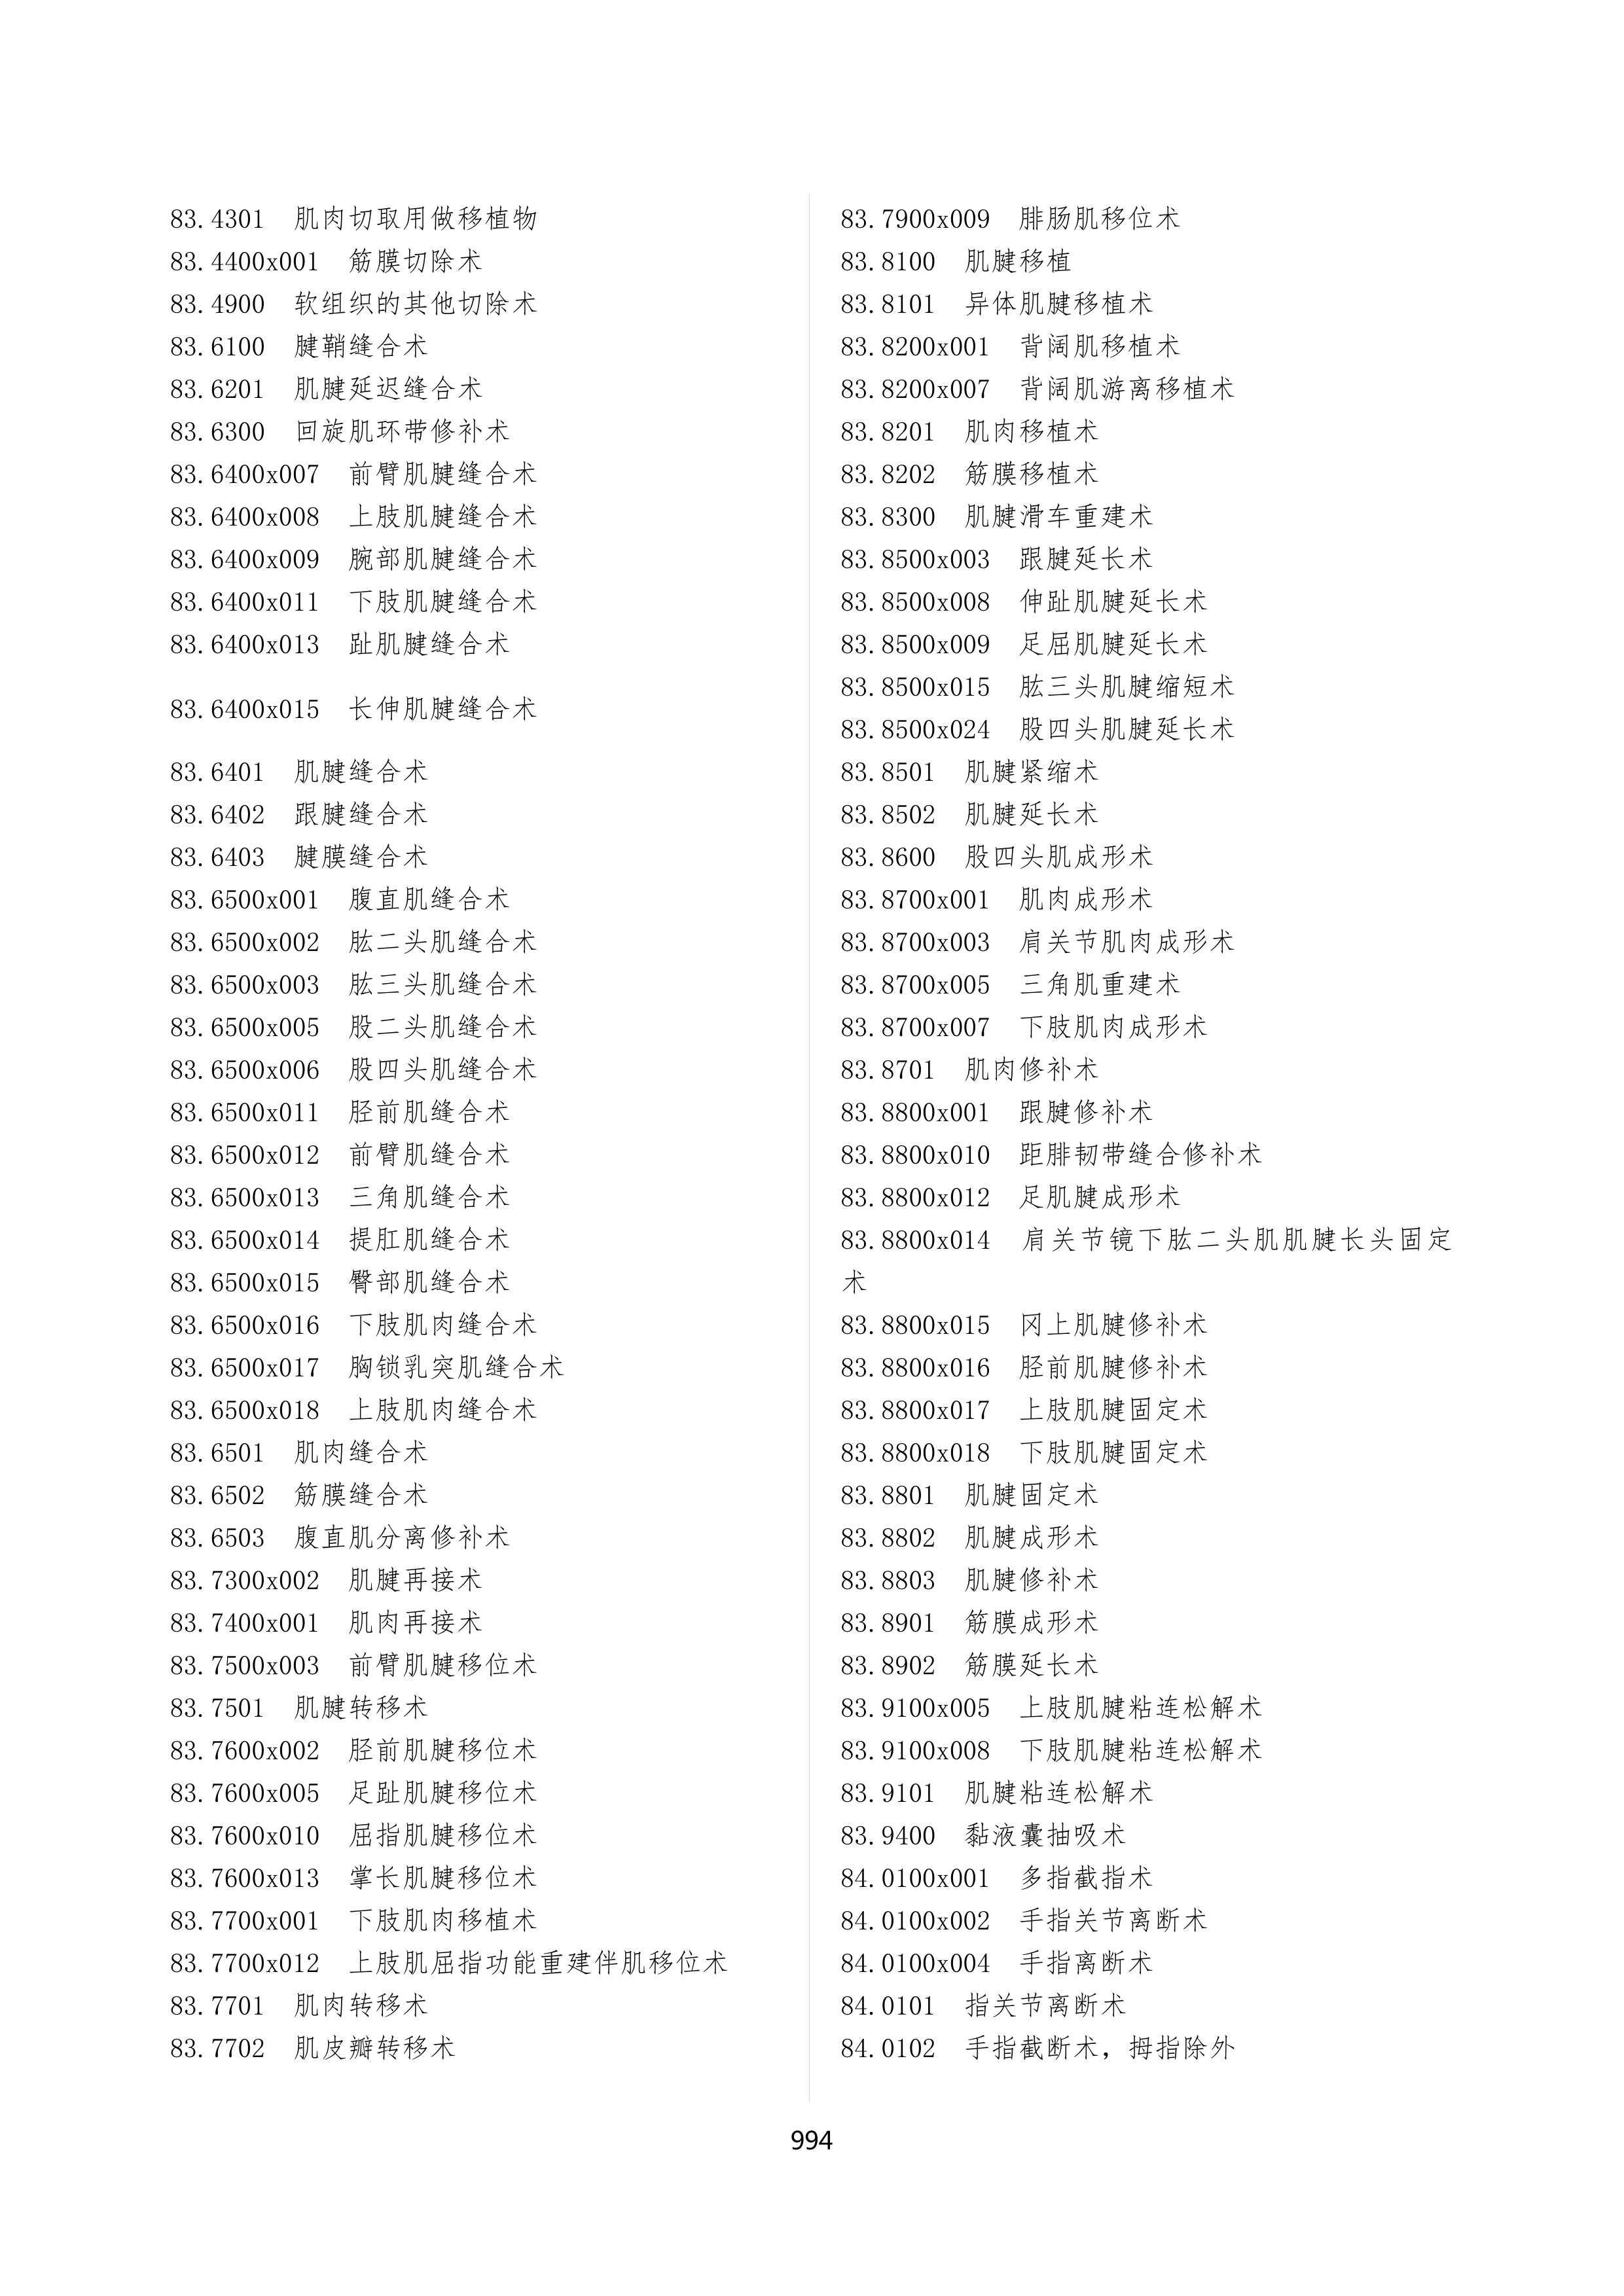 83.4301 肌肉切取用做移植物
83.4400x001 筋膜切除术
83.4900 软组织的其他切除术
83.6100 腱鞘缝合术
83.6201 肌腱延迟缝合术
83.6300 回旋肌环带修补术
83.6400x007 前臂肌腱缝合术
83.6400x008 上肢肌腱缝合术
83.6400x009 腕部肌腱缝合术
83.6400x011 下肢肌腱缝合术
83.6400x013 趾肌腱缝合术
83.6400x015 长伸肌腱缝合术
83.6401 肌腱缝合术
83.6402 跟腱缝合术
83.6403 腱膜缝合术
83.6500x001 腹直肌缝合术
83.6500x002 肱二头肌缝合术
83.6500x003 肱三头肌缝合术
83.6500x005 股二头肌缝合术
83.6500x006 股四头肌缝合术
83.6500x011 胫前肌缝合术
83.6500x012 前臂肌缝合术
83.6500x013 三角肌缝合术
83.6500x014 提肛肌缝合术
83.6500x015 臀部肌缝合术
83.6500x016 下肢肌肉缝合术
83.6500x017 胸锁乳突肌缝合术
83.6500x018 上肢肌肉缝合术
83.6501 肌肉缝合术
83.6502 筋膜缝合术
83.6503 腹直肌分离修补术
83.7300x002 肌腱再接术
83.7400x001 肌肉再接术
83.7500x003 前臂肌腱移位术
83.7501 肌腱转移术
83.7600x002 胫前肌腱移位术
83.7600x005 足趾肌腱移位术
83.7600x010 屈指肌腱移位术
83.7600x013 掌长肌腱移位术
83.7700x001 下肢肌肉移植术
83.7700x012 上肢肌屈指功能重建伴肌移位术
83.7701 肌肉转移术
83.7702 肌皮瓣转移术
83.7900x009 腓肠肌移位术
83.8100 肌腱移植
83.8101 异体肌腱移植术
83.8200x001 背阔肌移植术
83.8200x007 背阔肌游离移植术
83.8201 肌肉移植术
83.8202 筋膜移植术
83.8300 肌腱滑车重建术
83.8500x003 跟腱延长术
83.8500x008 伸趾肌腱延长术
83.8500x009 足屈肌腱延长术
83.8500x015 肱三头肌腱缩短术
83.8500x024 股四头肌腱延长术
83.8501 肌腱紧缩术
83.8502 肌腱延长术
83.8600 股四头肌成形术
83.8700x001 肌肉成形术
83.8700x003 肩关节肌肉成形术
83.8700x005 三角肌重建术
83.8700x007 下肢肌肉成形术
83.8701 肌肉修补术
83.8800x001 跟腱修补术
83.8800x010 距腓韧带缝合修补术
83.8800x012 足肌腱成形术
83.8800x014 肩关节镜下肱二头肌肌腱长头固定
术
83.8800x015 冈上肌腱修补术
83.8800x016 胫前肌腱修补术
83.8800x017 上肢肌腱固定术
83.8800x018 下肢肌腱固定术
83.8801 肌腱固定术
83.8802 肌腱成形术
83.8803 肌腱修补术
83.8901 筋膜成形术
83.8902 筋膜延长术
83.9100x005 上肢肌腱粘连松解术
83.9100x008 下肢肌腱粘连松解术
83.9101 肌腱粘连松解术
83.9400 黏液囊抽吸术
84.0100x001 多指截指术
84.0100x002 手指关节离断术
84.0100x004 手指离断术
84.0101 指关节离断术
84.0102 手指截断术，拇指除外
994